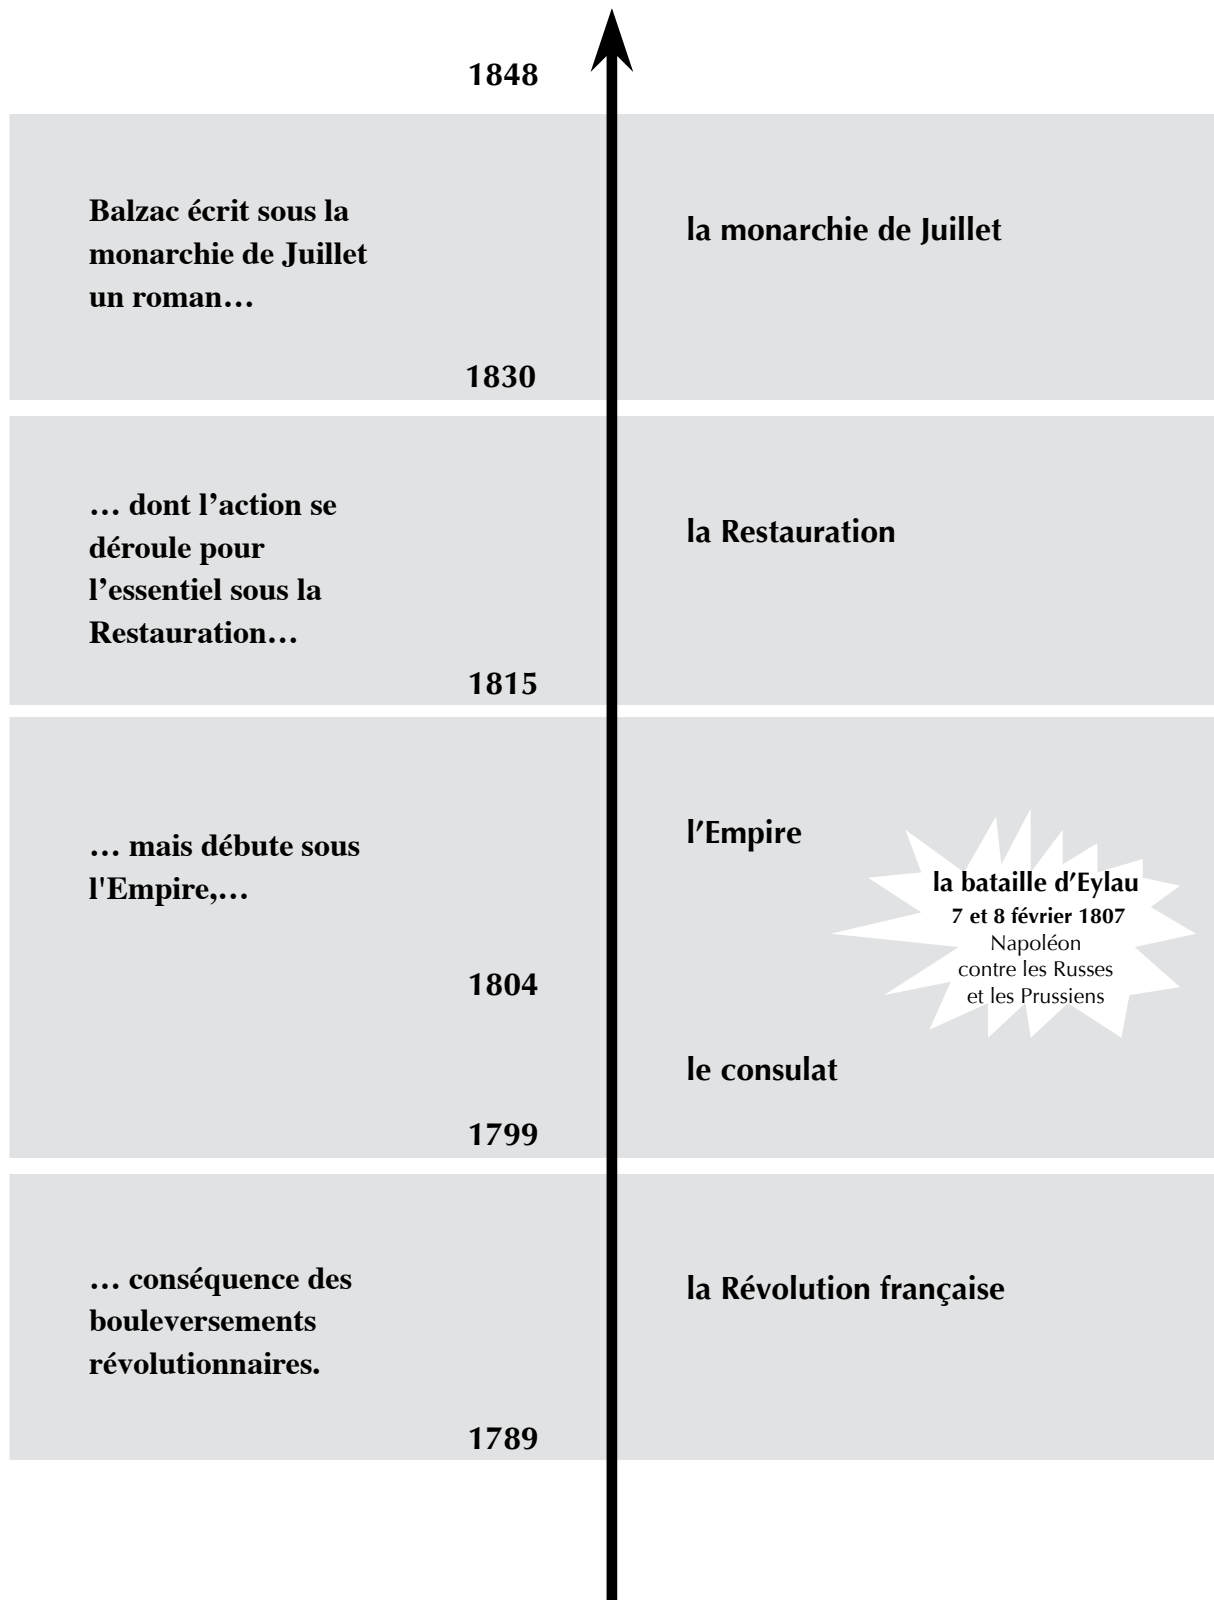 1848
Balzac écrit sous la
monarchie de Juillet
un roman…
la monarchie de Juillet
1830
… dont l’action se
déroule pour
l’essentiel sous la
Restauration…
la Restauration
1815
… mais débute sous
l'Empire,…
l’Empire
la bataille d’Eylau
7 et 8 février 1807
Napoléon
contre les Russes
et les Prussiens
1804
le consulat
1799
… conséquence des
bouleversements
révolutionnaires.
la Révolution française
1789